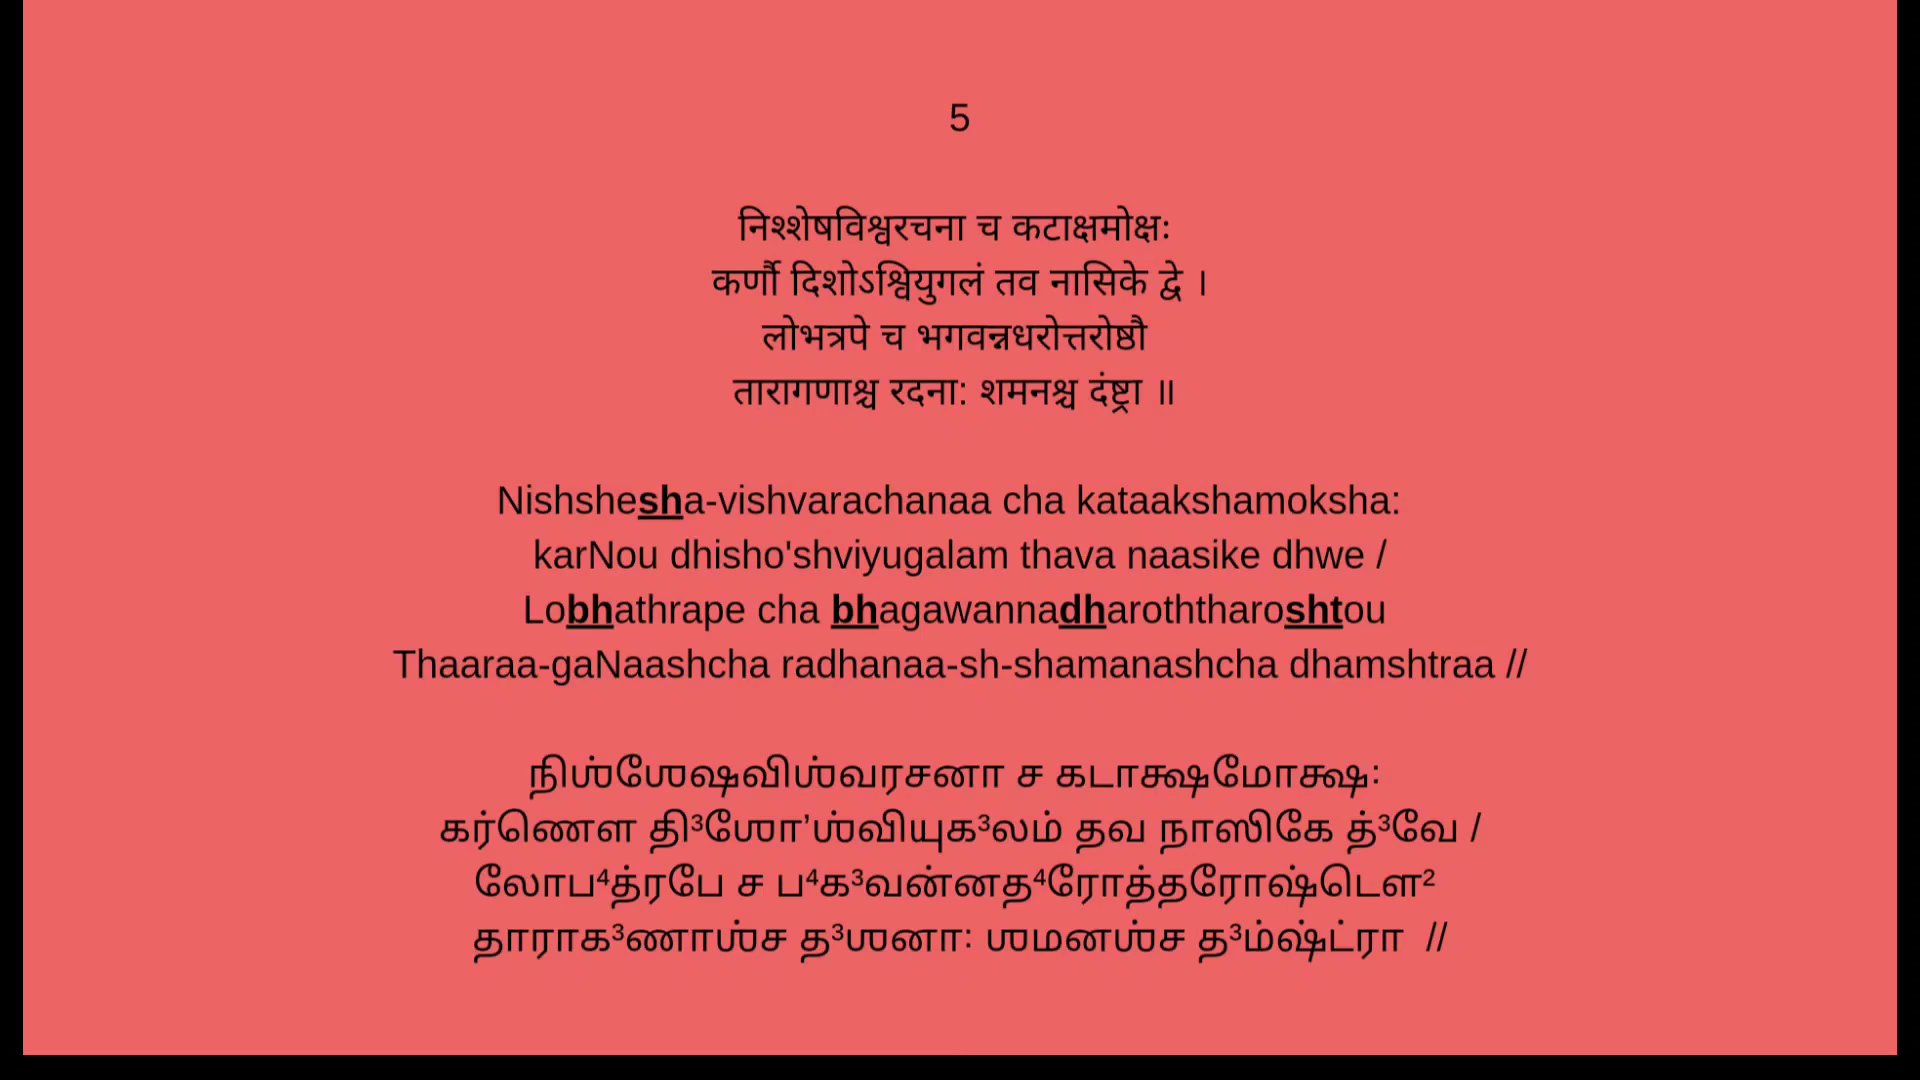 5
निश्शेषविश्वरचना च कटाक्षमोक्षः
कर्णौ दिशोऽश्वियुगलं तव नासिके द्वे ।
लोभत्रपे च भगवन्नधरोत्तरोष्ठौ
तारागणाश्च रदना: शमनश्च दंष्ट्रा ॥
Nishshesha-vishvarachanaa cha kataakshamoksha:
karNou dhisho'shviyugalam thava naasike dhwe /
Lobhathrape cha bhagawannadharoththaroshtou
Thaaraa-gaNaashcha radhanaa-sh-shamanashcha dhamshtraa //
நிஶ்ஶேஷவிஶ்வரசனா ச கடாக்ஷமோக்ஷ:
கர்ணௌ தி³ஶோ’ஶ்வியுக³லம் தவ நாஸிகே த்³வே /
லோப⁴த்ரபே ச ப⁴க³வன்னத⁴ரோத்தரோஷ்டௌ²
தாராக³ணாஶ்ச த³ஶனா: ஶமனஶ்ச த³ம்ஷ்ட்ரா //